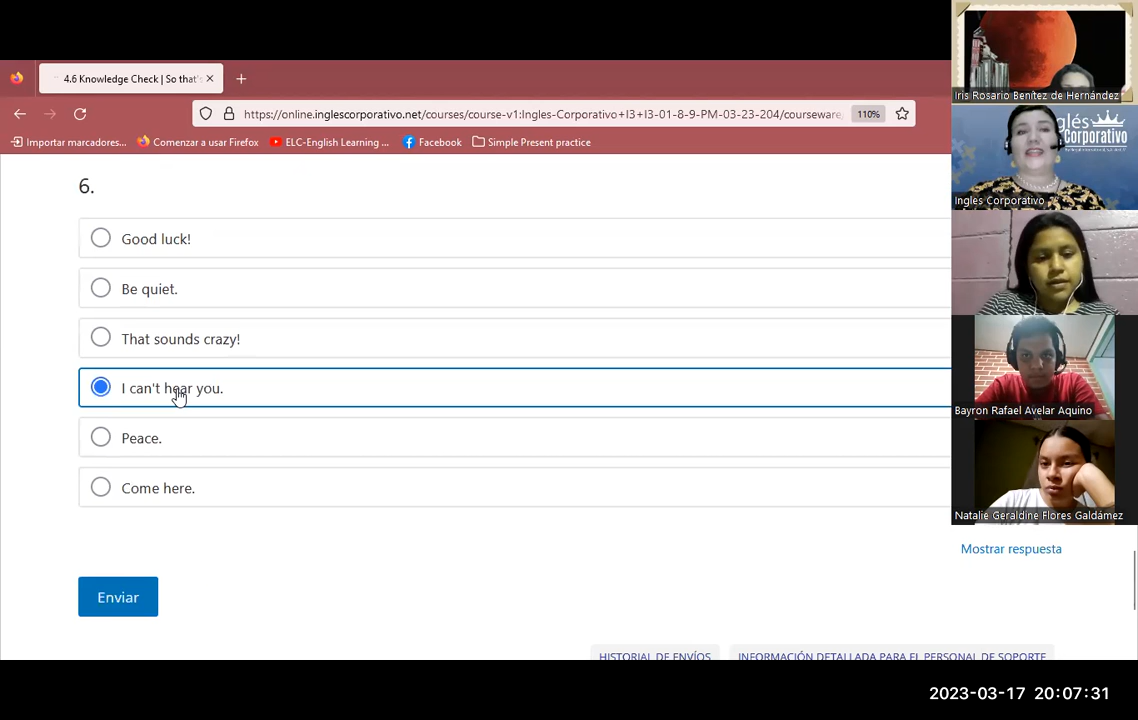 4.6 Knowledge Check | So that's
https://online.inglescorporativo.net/courses/course-v1:Ingles-Corporativo+I3+I3-01-8-9-PM-03-23-204/courseware,
110%
Importar marcadores...
Comenzar a usar Firefox
ELC-English Learning ...
Facebook
Simple Present practice
6.
Good luck!
Be quiet.
That sounds crazy!
I can't hear you.
Peace.
Come here.
Mostrar respuesta
Enviar
HISTORIAL DE ENVÍOS
INFORMACIÓN DETALLADA PARA EL PERSONAL DE SOPORTE
Iris Rosario Benítez de Hernández
glés
Corporativo
Ingles Corporativo
Bayron Rafael Avelar Aquino
Natalie Geraldine Flores Galdámez
2023-03-17 20:07:31